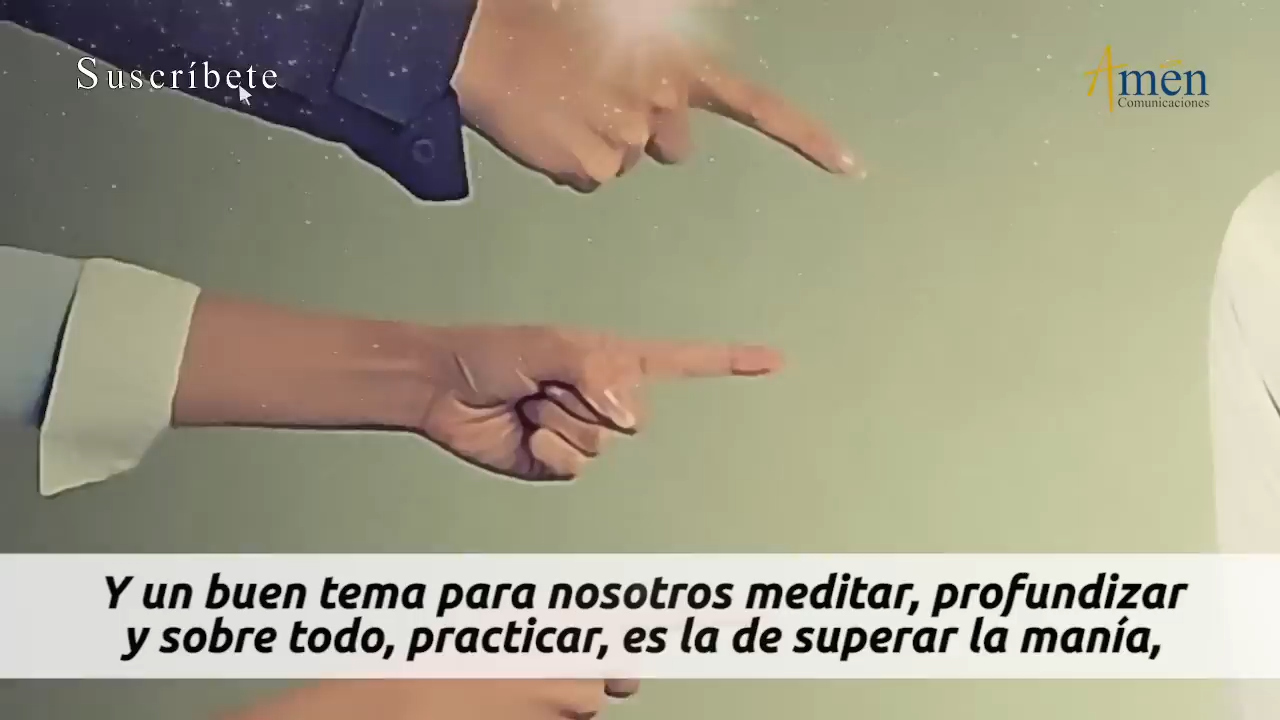 Suscríbete
Amén
Comunicaciones
Y un buen tema para nosotros meditar, profundizar
y sobre todo, practicar, es la de superar la manía,